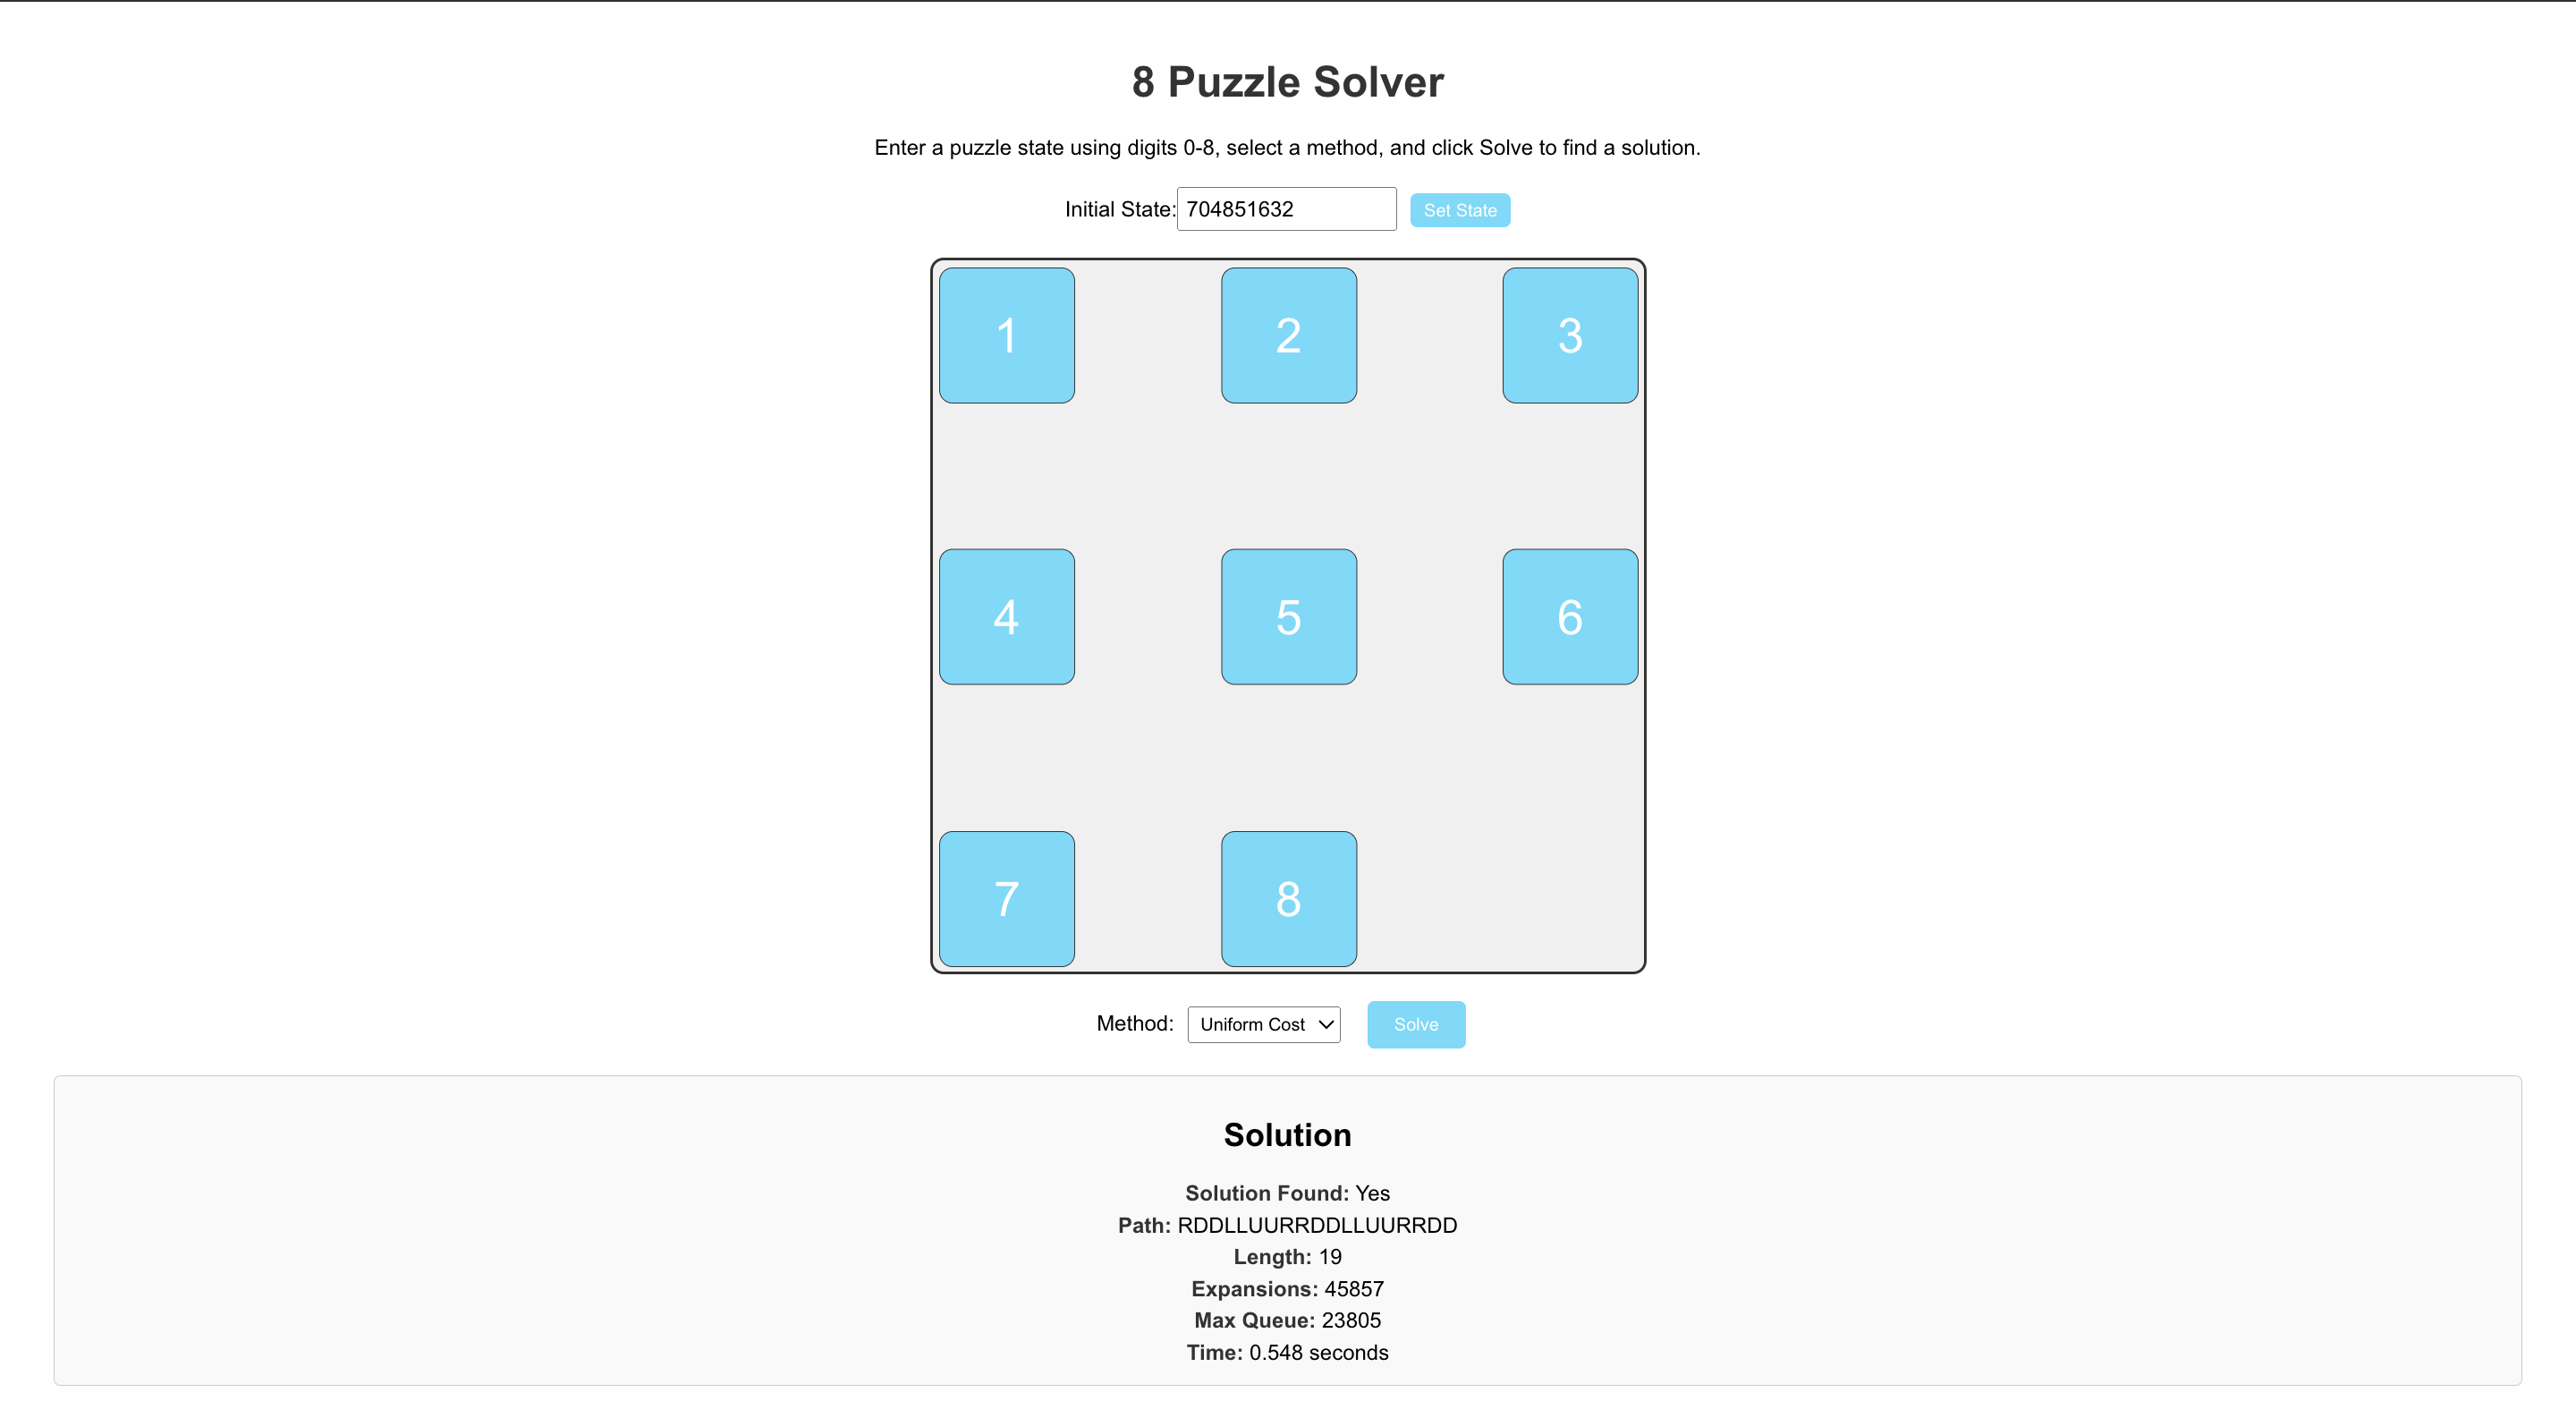 8 Puzzle Solver
Enter a puzzle state using digits 0-8, select a method, and click Solve to find a solution.
Initial State: 704851632 Set State
1 2 3
4 5 6
7 8
Method: Uniform Cost Solve
Solution
Solution Found: Yes
Path: RDDLLUURRDDLLUURRDD
Length: 19
Expansions: 45857
Max Queue: 23805
Time: 0.548 seconds